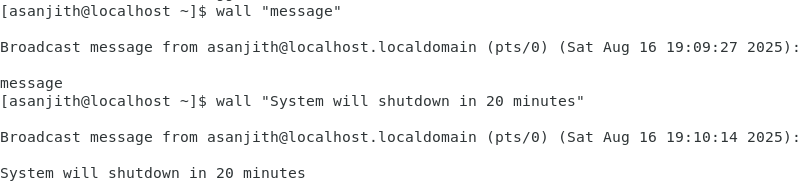 [asanjith@localhost ~]$ wall "message"
Broadcast message from asanjith@localhost.localdomain (pts/0) (Sat Aug 16 19:09:27 2025):
message
[asanjith@localhost ~]$ wall "System will shutdown in 20 minutes"
Broadcast message from asanjith@localhost.localdomain (pts/0) (Sat Aug 16 19:10:14 2025):
System will shutdown in 20 minutes